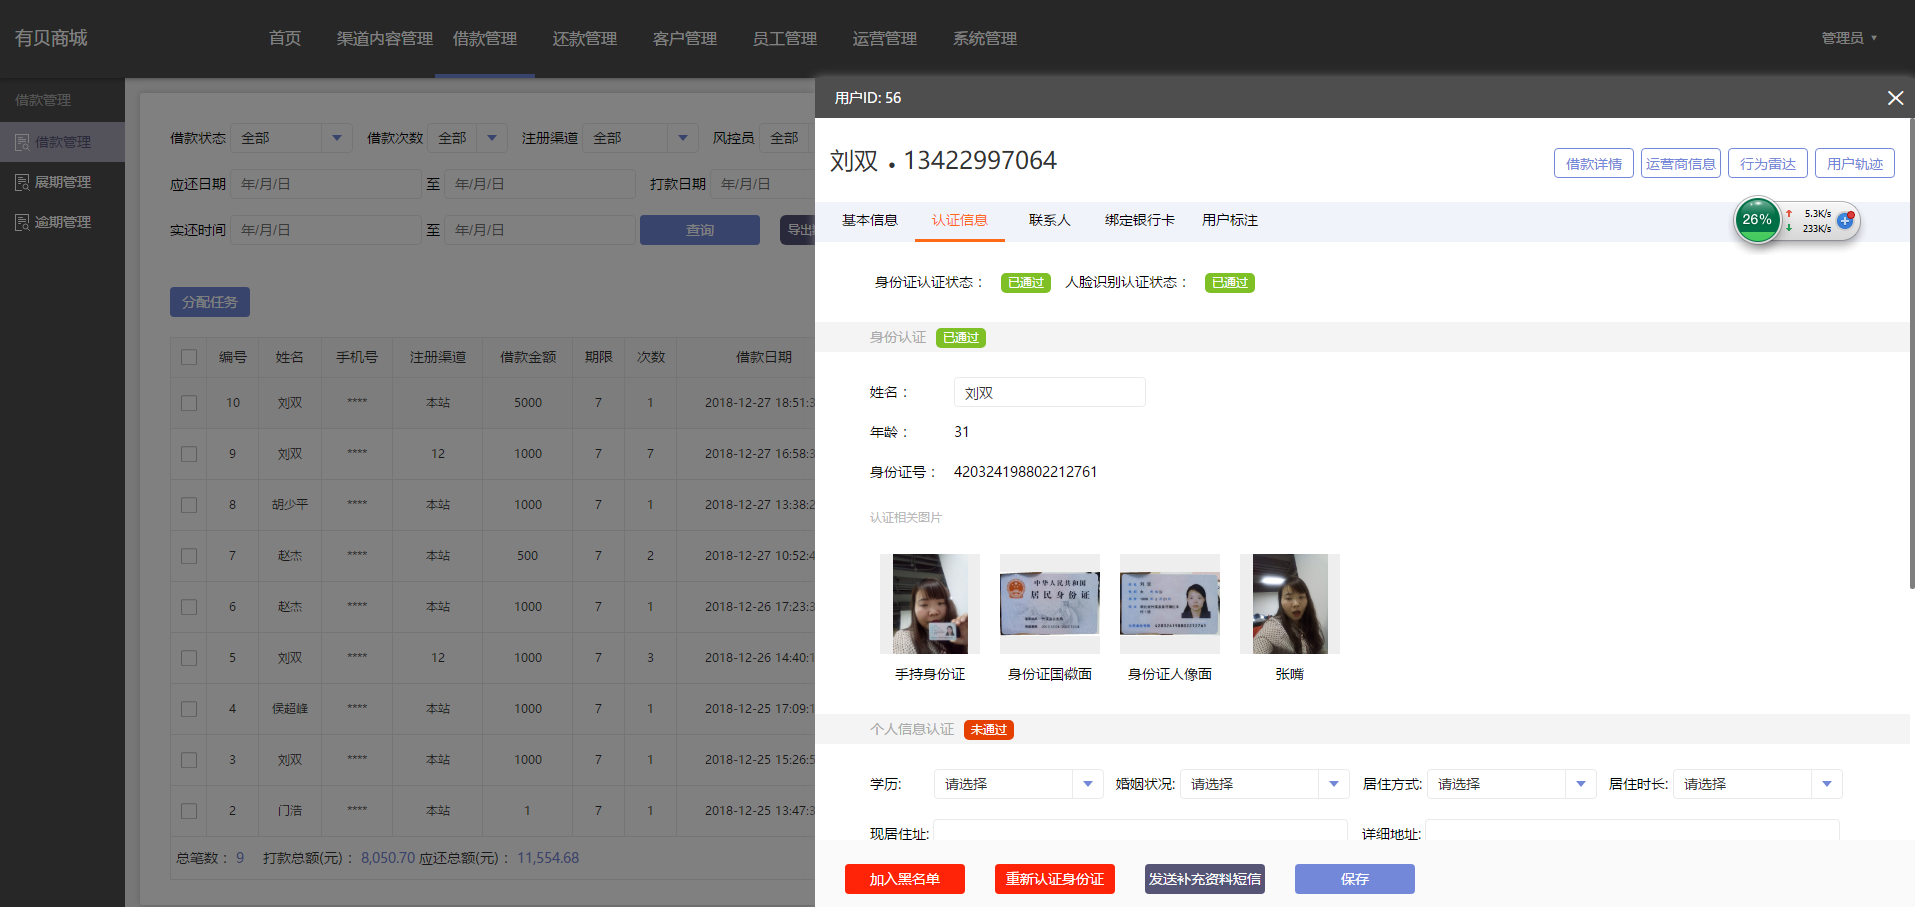 有贝商城 首页 渠道内容管理 借款管理 还款管理 客户管理 员工管理 运营管理 系统管理 管理员
借款管理
借款管理
展期管理
逾期管理
借款状态 全部 借款次数 全部 注册渠道 全部 风控员 全部
应还日期 年/月/日 至 年/月/日 打款日期 年/月/日
实还时间 年/月/日 至 年/月/日 查询 导出
分配任务
编号 姓名 手机号 注册渠道 借款金额 期限 次数 借款日期
10 刘双 **** 本站 5000 7 1 2018-12-27 18:51:3
9 刘双 **** 12 1000 7 7 2018-12-27 16:58:3
8 胡少平 **** 本站 1000 7 1 2018-12-27 13:38:2
7 赵杰 **** 本站 500 7 2 2018-12-27 10:52:4
6 赵杰 **** 本站 1000 7 1 2018-12-26 17:23:3
5 刘双 **** 12 1000 7 3 2018-12-26 14:40:1
4 侯超峰 **** 本站 1000 7 1 2018-12-25 17:09:1
3 刘双 **** 本站 1000 7 1 2018-12-25 15:26:5
2 门浩 **** 本站 1 7 1 2018-12-25 13:47:3
总笔数： 9 打款总额(元)： 8,050.70 应还总额(元)： 11,554.68
用户ID: 56
刘双 • 13422997064
借款详情 运营商信息 行为雷达 用户轨迹
基本信息 认证信息 联系人 绑定银行卡 用户标注
26% 5.3K/s
233K/s
身份证认证状态： 已通过 人脸识别认证状态： 已通过
身份认证 已通过
姓名： 刘双
年龄： 31
身份证号： 420324198802212761
认证相关图片
中华人民共和国
居民身份证
420324198802212761
手持身份证 身份证国徽面 身份证人像面 张嘴
个人信息认证 未通过
学历: 请选择 婚姻状况: 请选择 居住方式: 请选择 居住时长: 请选择
现居住址: 详细地址:
加入黑名单 重新认证身份证 发送补充资料短信 保存